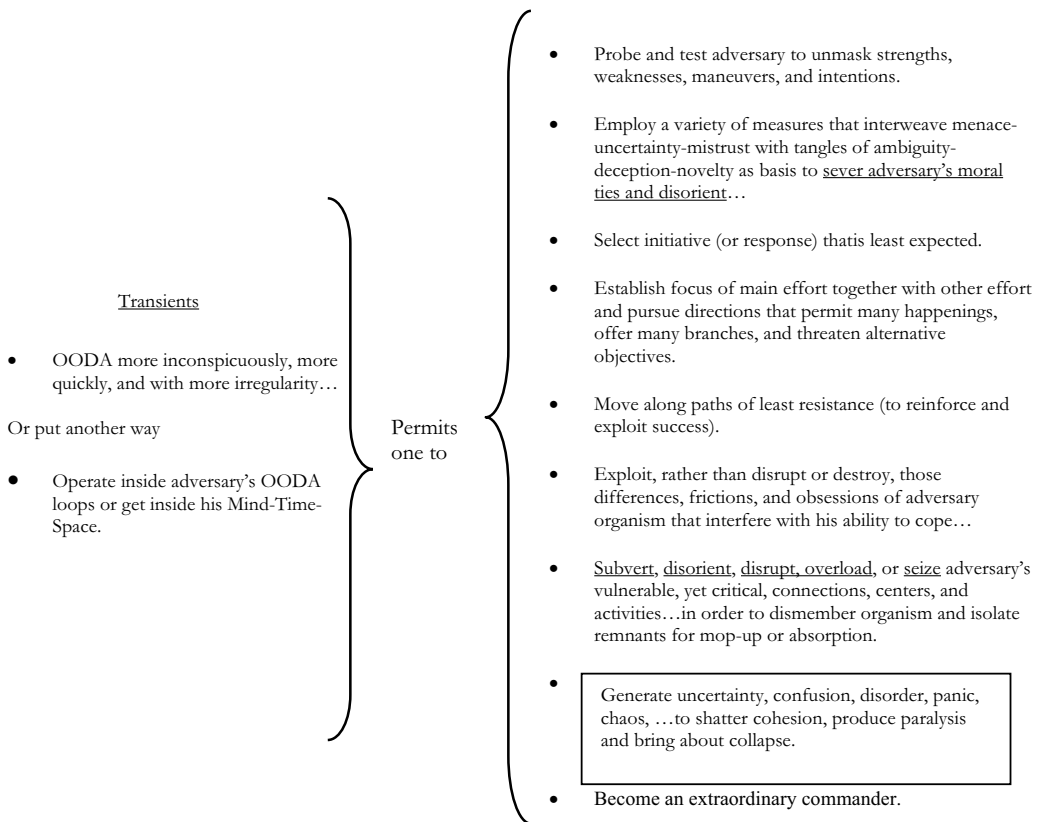 Transients
• OODA more inconspicuously, more
quickly, and with more irregularity…
Or put another way
• Operate inside adversary’s OODA
loops or get inside his Mind-Time-
Space.
Permits
one to
• Probe and test adversary to unmask strengths,
weaknesses, maneuvers, and intentions.
• Employ a variety of measures that interweave menace-
uncertainty-mistrust with tangles of ambiguity-
deception-novelty as basis to sever adversary’s moral
ties and disorient…
• Select initiative (or response) thatis least expected.
• Establish focus of main effort together with other effort
and pursue directions that permit many happenings,
offer many branches, and threaten alternative
objectives.
• Move along paths of least resistance (to reinforce and
exploit success).
• Exploit, rather than disrupt or destroy, those
differences, frictions, and obsessions of adversary
organism that interfere with his ability to cope…
• Subvert, disorient, disrupt, overload, or seize adversary’s
vulnerable, yet critical, connections, centers, and
activities…in order to dismember organism and isolate
remnants for mop-up or absorption.
• Generate uncertainty, confusion, disorder, panic,
chaos, …to shatter cohesion, produce paralysis
and bring about collapse.
• Become an extraordinary commander.